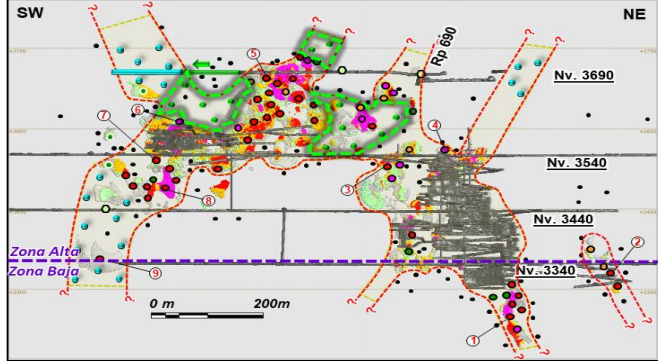 SW
NE
Rp 690
Nv. 3690
5
6
7
4
Nv. 3540
3
8
Nv. 3440
Zona Alta
Zona Baja
9
Nv. 3340
2
0 m 200m
1